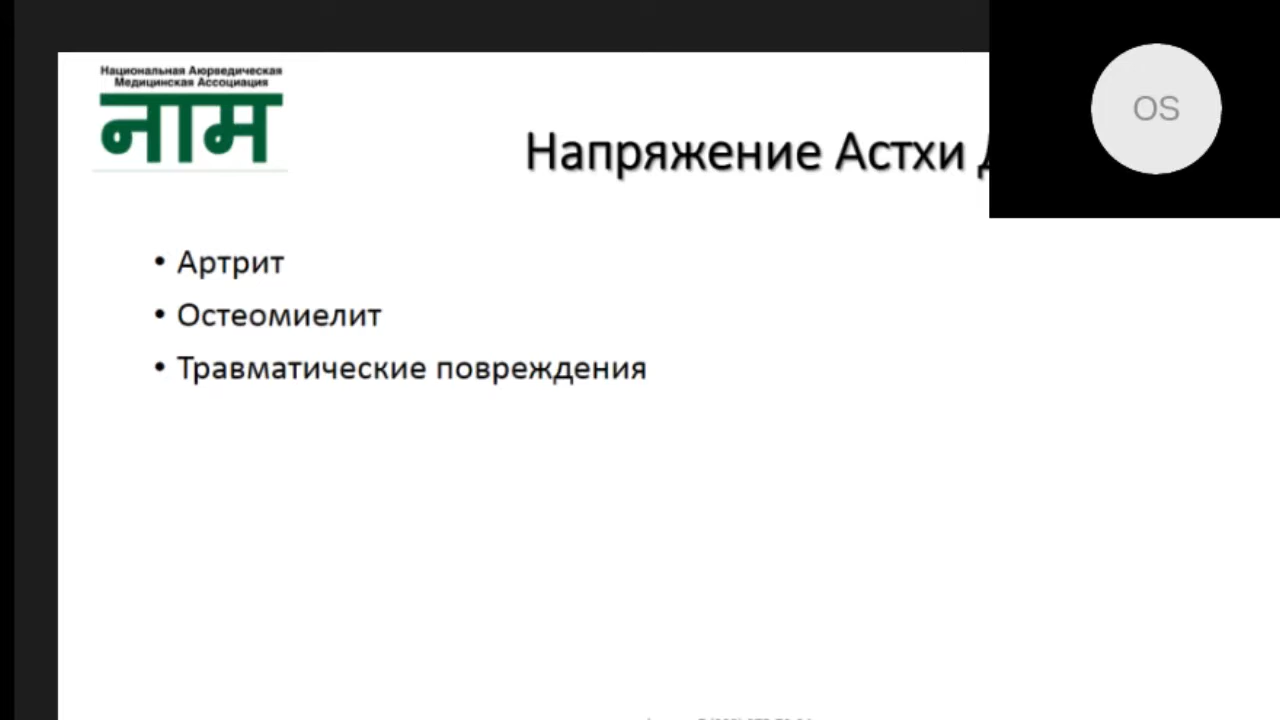 Национальная Аюрведическая
Медицинская Ассоциация
नाम
Напряжение Астхи
OS
• Артрит
• Остеомиелит
• Травматические повреждения